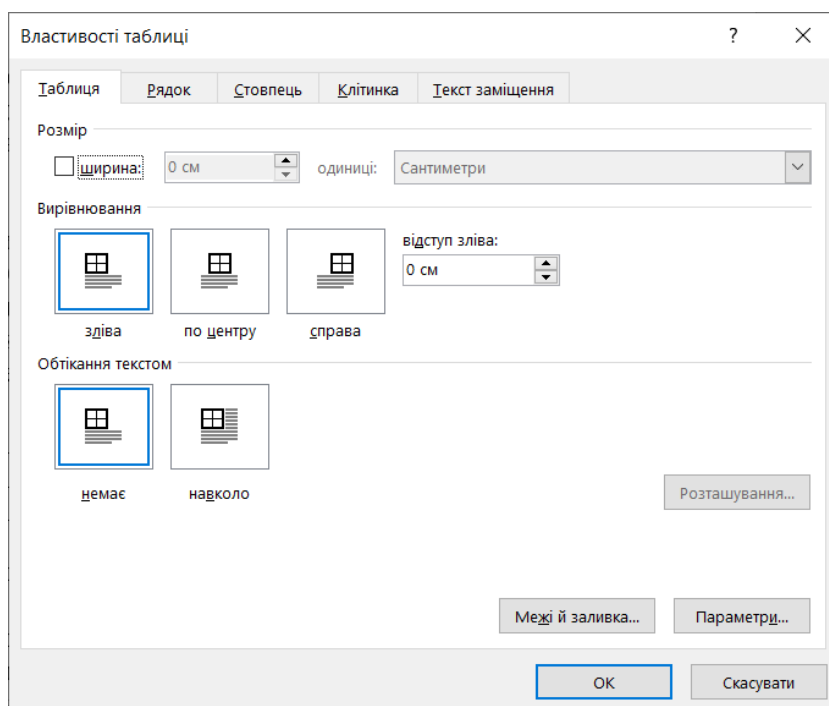 Властивості таблиці ?
Таблиця Рядок Стовпець Клітинка Текст заміщення
Розмір
ширина: 0 см одиниці: Сантиметри
Вирівнювання
відступ зліва:
0 см
зліва по центру справа
Обтікання текстом
немає навколо
Розташування...
Межі й заливка... Параметри...
ОК Скасувати